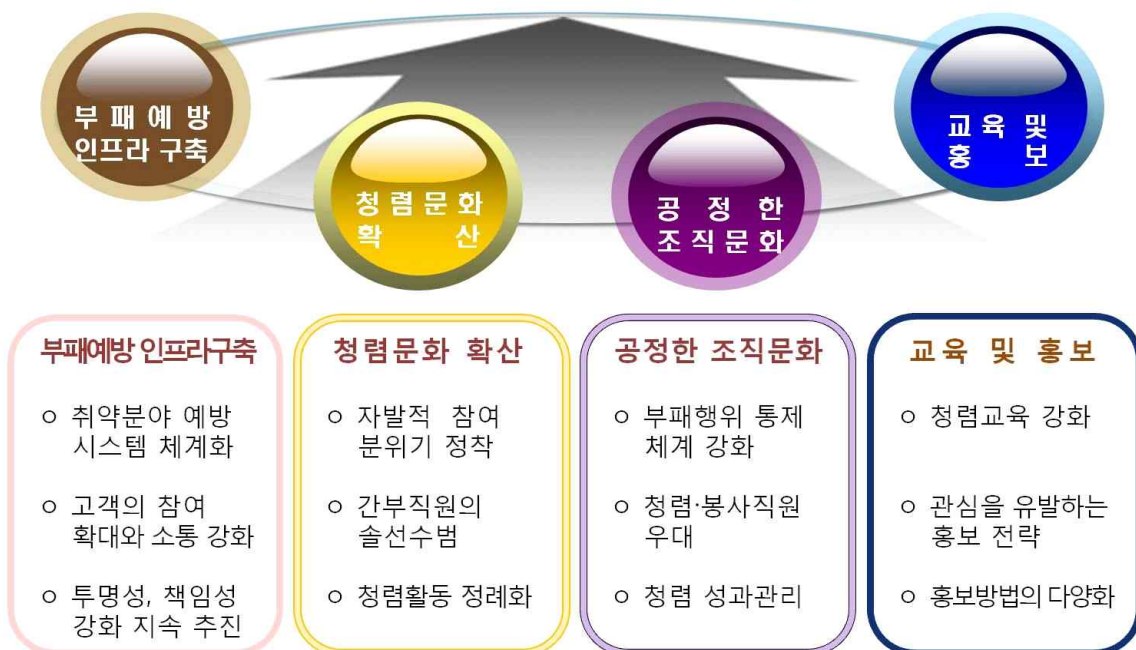 부패예방
인프라 구축
청렴문화
확산
공정한
조직문화
교육 및
홍보
부패예방 인프라구축
o 취약분야 예방
시스템 체계화
o 고객의 참여
확대와 소통 강화
o 투명성, 책임성
강화 지속 추진
청렴문화 확산
o 자발적 참여
분위기 정착
o 간부직원의
솔선수범
o 청렴활동 정례화
공정한 조직문화
o 부패행위 통제
체계 강화
o 청렴·봉사직원
우대
o 청렴 성과관리
교육 및 홍보
o 청렴교육 강화
o 관심을 유발하는
홍보 전략
o 홍보방법의 다양화